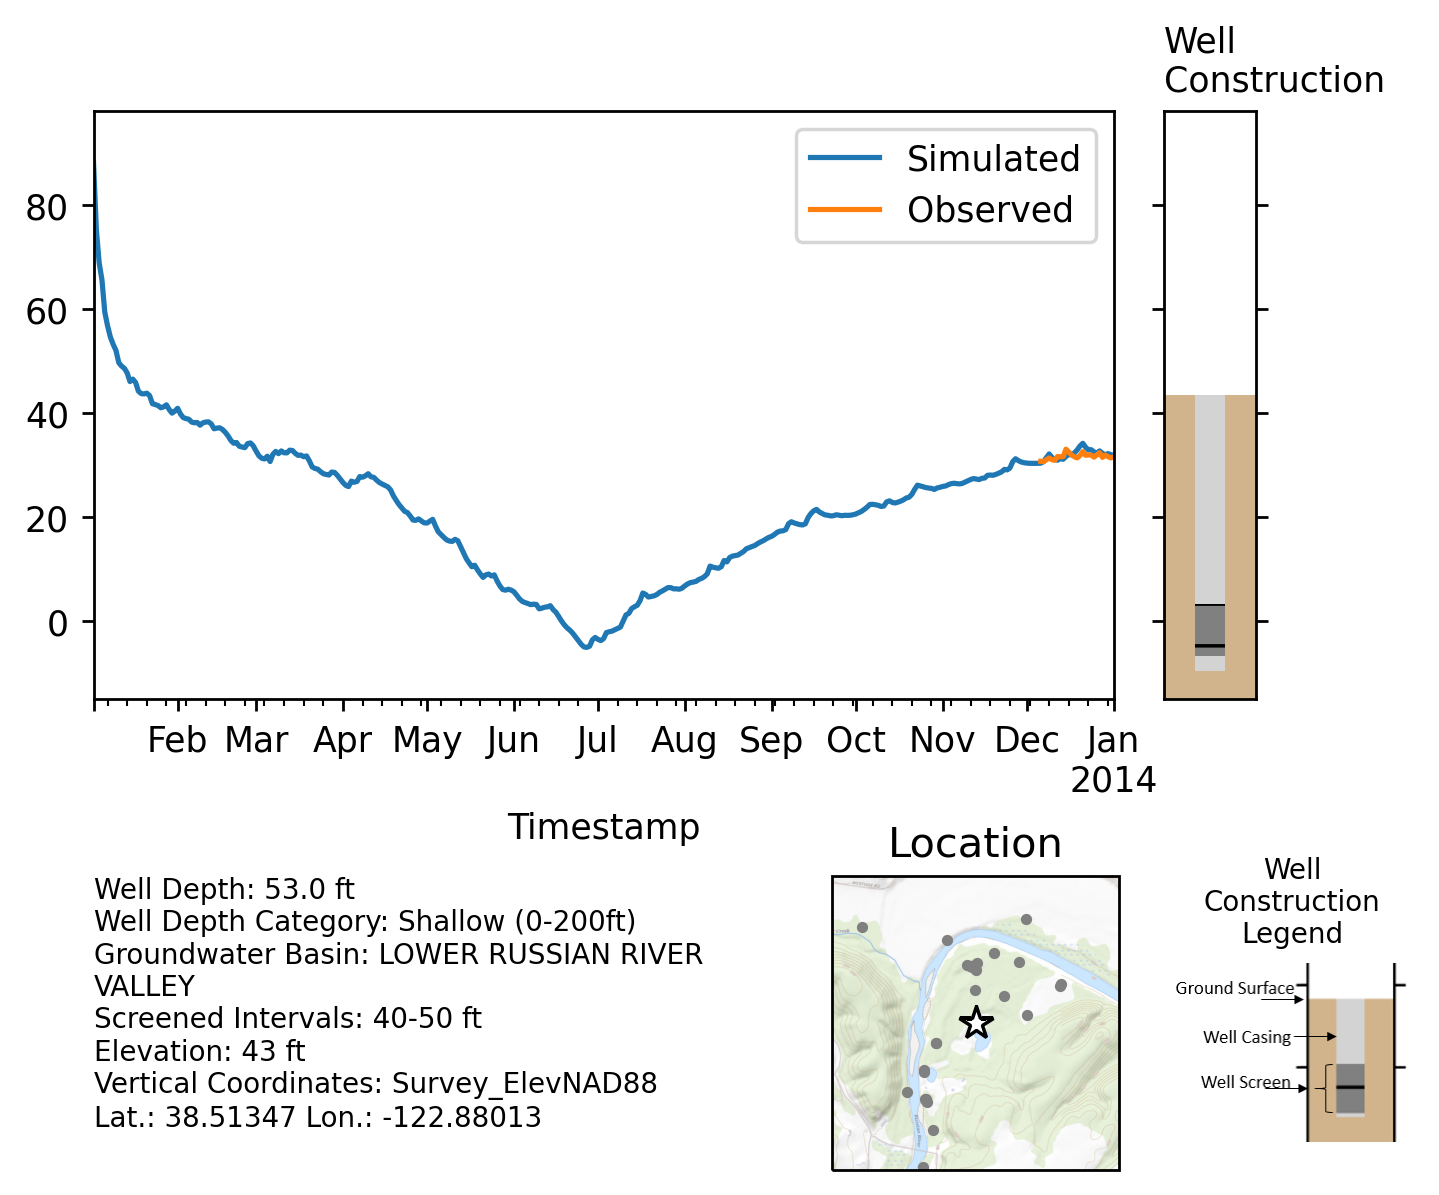 Well
Construction
Simulated
Observed
80
60
40
20
0
Feb Mar Apr May Jun Jul Aug Sep Oct Nov Dec Jan
2014
Timestamp
Well Depth: 53.0 ft
Well Depth Category: Shallow (0-200ft)
Groundwater Basin: LOWER RUSSIAN RIVER
VALLEY
Screened Intervals: 40-50 ft
Elevation: 43 ft
Vertical Coordinates: Survey_ElevNAD88
Lat.: 38.51347 Lon.: -122.88013
Location
Well
Construction
Legend
Ground Surface
Well Casing
Well Screen